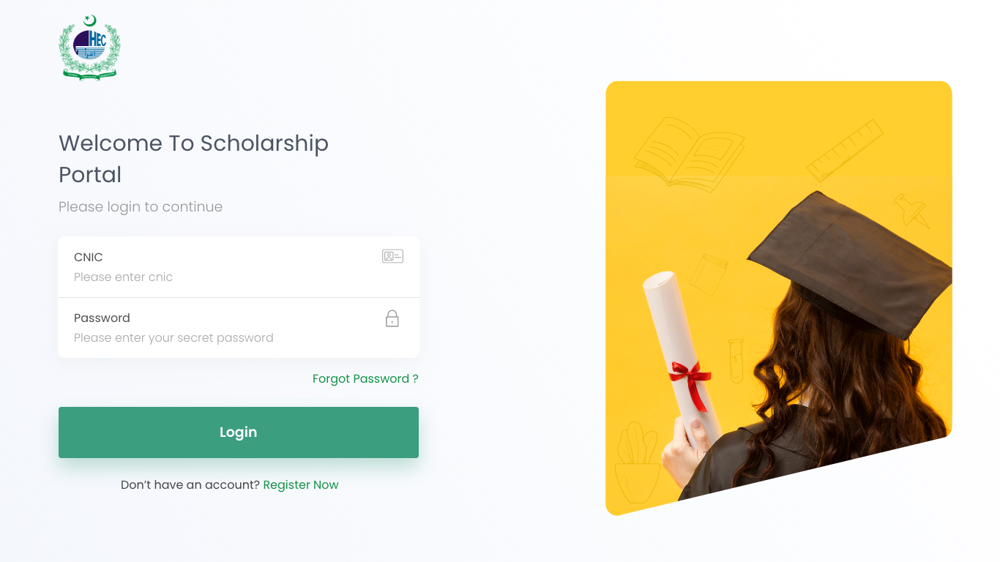 HEC
Welcome To Scholarship
Portal
Please login to continue
CNIC
Please enter cnic
Password
Please enter your secret password
Forgot Password ?
Login
Don’t have an account? Register Now